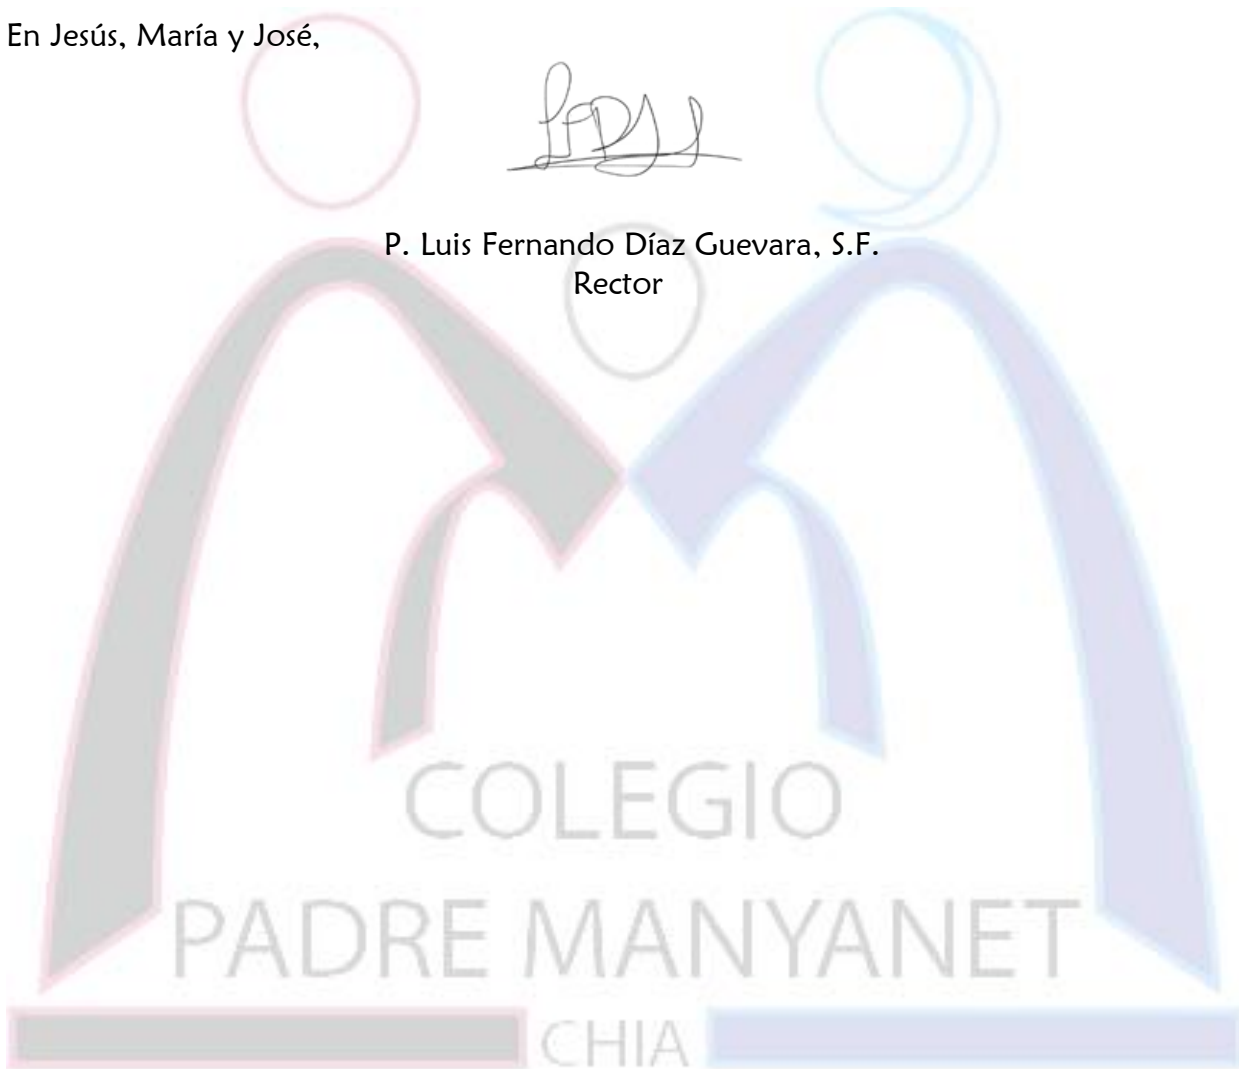 En Jesús, María y José,
P. Luis Fernando Díaz Guevara, S.F.
Rector
COLEGIO
PADRE MANYANET
CHIA